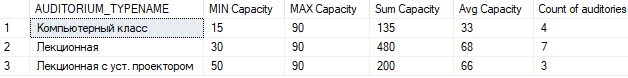 AUDITORIUM_TYPENAME MIN Capacity MAX Capacity Sum Capacity Avg Capacity Count of auditories
1 Компьютерный класс 15 90 135 33 4
2 Лекционная 30 90 480 68 7
3 Лекционная с уст. проектором 50 90 200 66 3